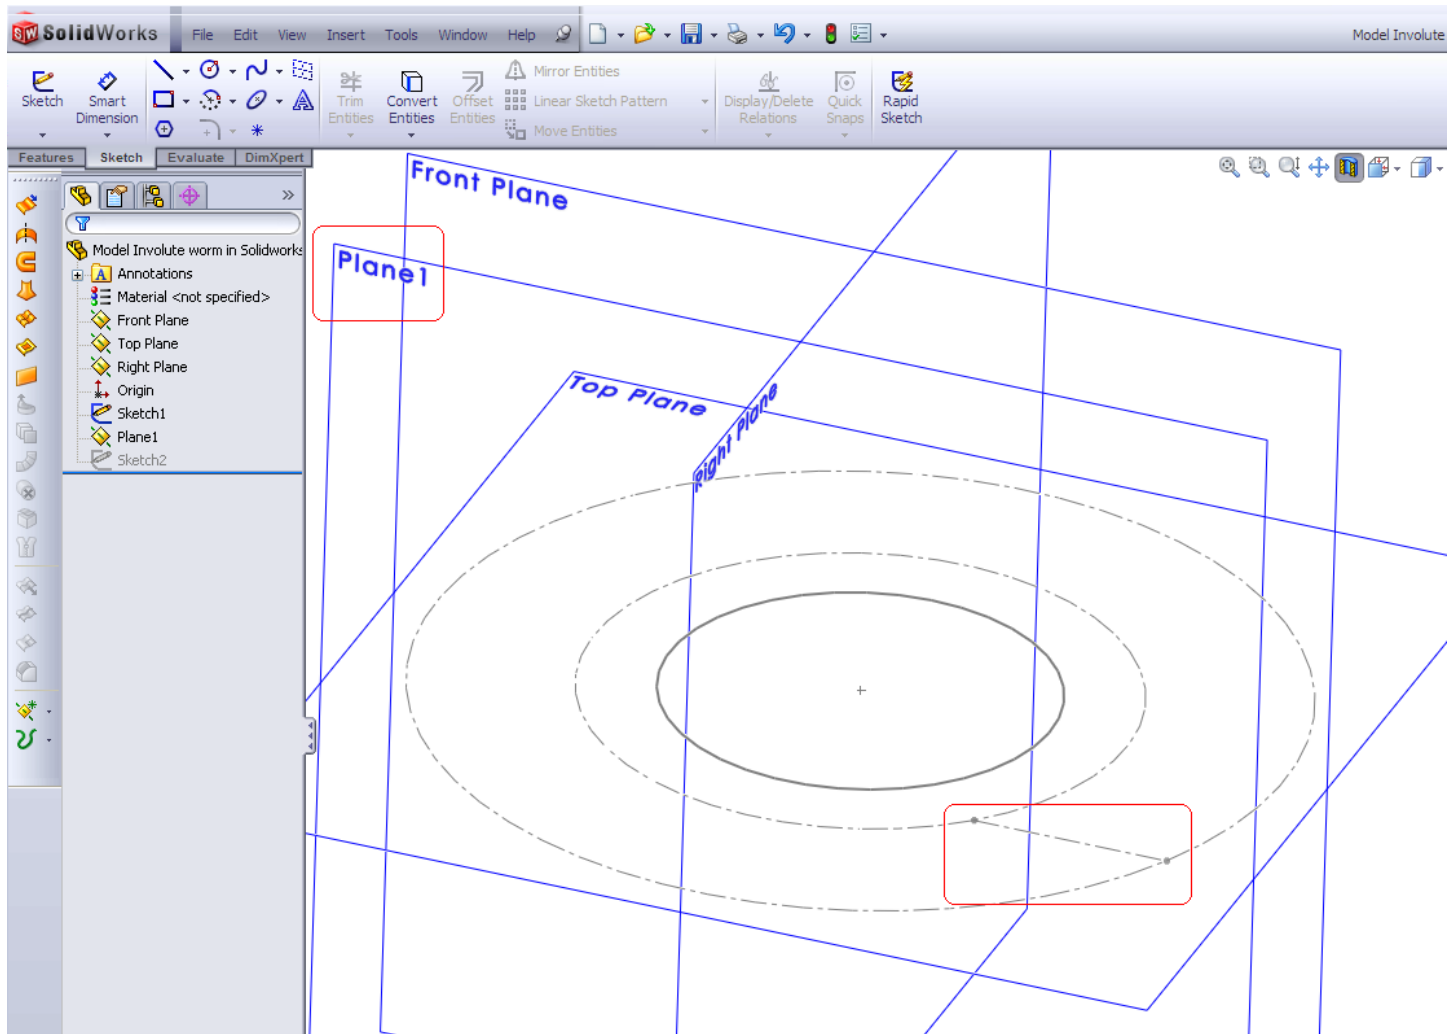 SolidWorks File Edit View Insert Tools Window Help Model Involute
Sketch
Smart Dimension
Trim Entities
Convert Entities
Offset Entities
Mirror Entities
Linear Sketch Pattern
Move Entities
Display/Delete Relations
Quick Snaps
Rapid Sketch
Features Sketch Evaluate DimXpert
Model Involute worm in Solidworks
Annotations
Material <not specified>
Front Plane
Top Plane
Right Plane
Origin
Sketch1
Plane1
Sketch2
Front Plane
Plane1
Top Plane
Right Plane